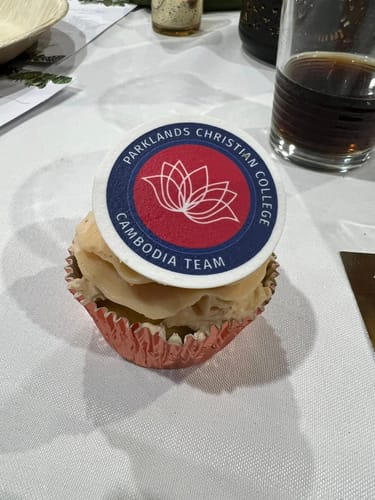 PARKLANDS CHRISTIAN COLLEGE
CAMBODIA TEAM